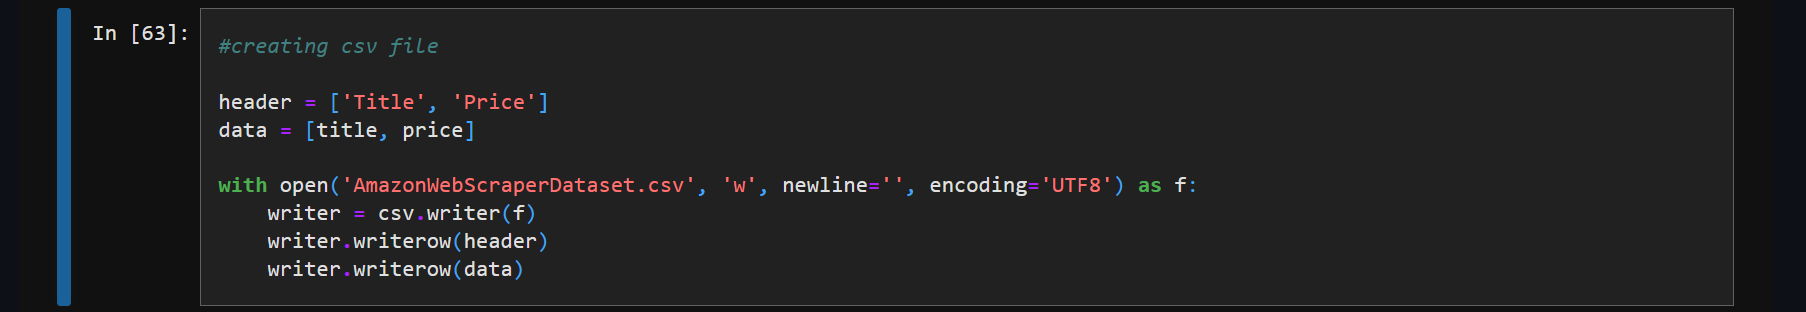 In [63]:
#creating csv file
header = ['Title', 'Price']
data = [title, price]
with open('AmazonWebScraperDataset.csv', 'w', newline='', encoding='UTF8') as f:
    writer = csv.writer(f)
    writer.writerow(header)
    writer.writerow(data)